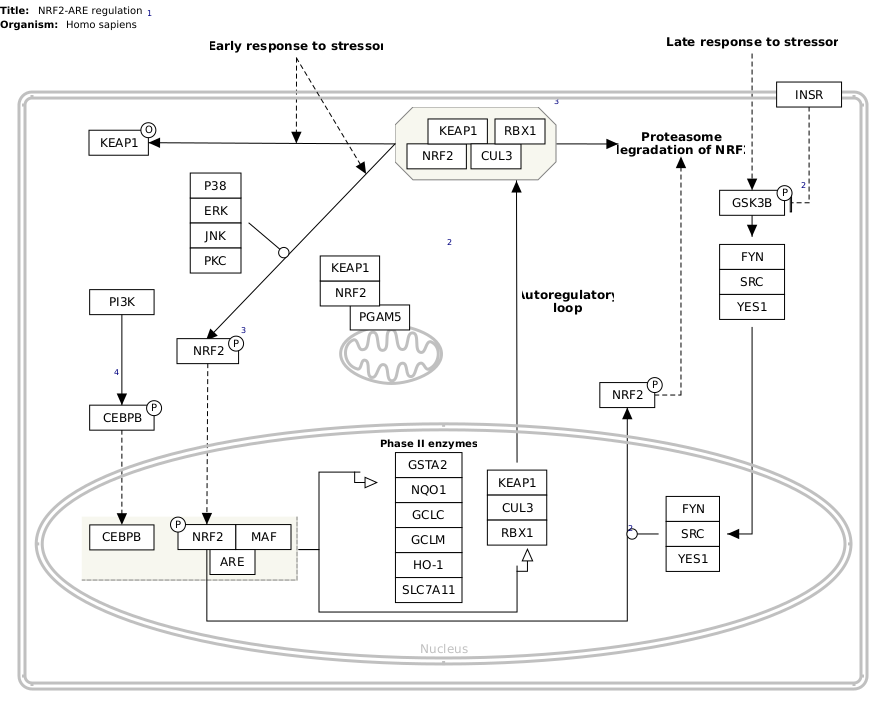 Title: NRF2-ARE regulation 1
Organism: Homo sapiens
Early response to stressor
Late response to stressor
INSR
3
KEAP1
RBX1
NRF2
CUL3
KEAP1
O
Proteasome
degradation of NRF2
P38
ERK
JNK
PKC
GSK3B
P
2
2
FYN
SRC
YES1
KEAP1
NRF2
PGAM5
PI3K
Autoregulatory
loop
3
NRF2
P
4
CEBPB
P
NRF2
P
Phase II enzymes
GSTA2
NQO1
GCLC
GCLM
HO-1
SLC7A11
KEAP1
CUL3
RBX1
FYN
SRC
YES1
2
CEBPB
P
NRF2
MAF
ARE
Nucleus